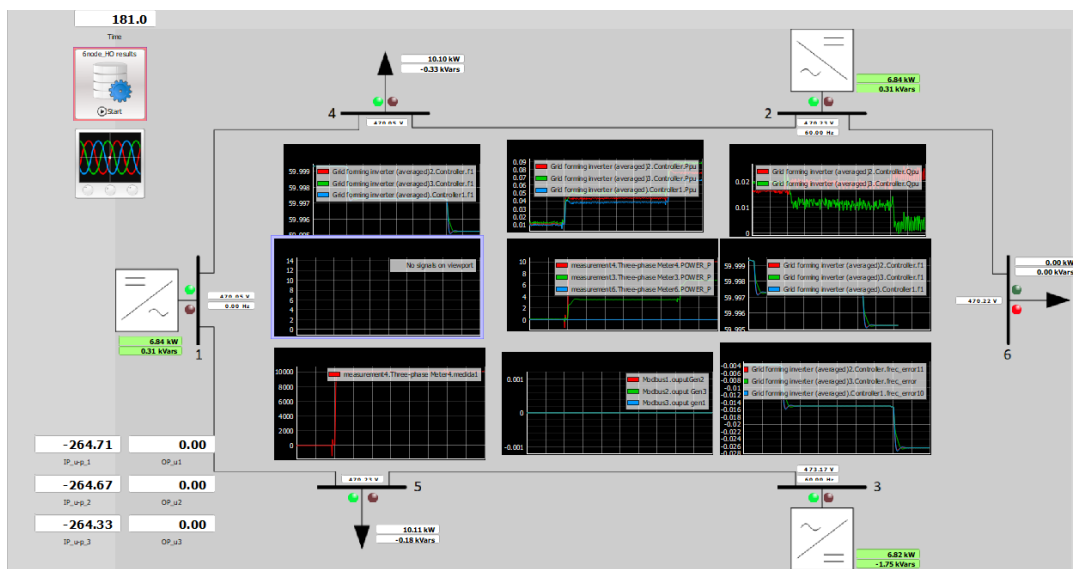 181.0
Time
6node_HO results
Start
10.10 kW
-0.33 kVars
6.84 kW
0.31 kVars
4
2
470.05 V
470.23 V
60.00 Hz
59.999
59.998
59.996
59.995
Grid forming inverter (averaged)2.Controller.f1
Grid forming inverter (averaged)3.Controller.f1
Grid forming inverter (averaged).Controller1.f1
0.09
0.08
0.07
0.06
0.05
0.04
0.03
0.02
0.01
Grid forming inverter (averaged)2.Controller.Ppu
Grid forming inverter (averaged)3.Controller.Ppu
Grid forming inverter (averaged).Controller1.Ppu
0.02
0.01
0
Grid forming inverter (averaged)2.Controller.Qpu
Grid forming inverter (averaged)3.Controller.Qpu
14
12
10
8
6
4
2
0
No signals on viewport
10
8
6
4
2
0
measurement4.Three-phase Meter4.POWER_P
measurement3.Three-phase Meter3.POWER_P
measurement6.Three-phase Meter6.POWER_P
59.999
59.997
59.996
59.995
Grid forming inverter (averaged)2.Controller.f1
Grid forming inverter (averaged)3.Controller.f1
Grid forming inverter (averaged).Controller1.f1
0.00 kW
0.00 kVars
470.22 V
6
470.05 V
0.00 Hz
6.84 kW
0.31 kVars
1
10000
8000
6000
4000
2000
0
measurement4.Three-phase Meter4.medida1
0.001
0
-0.001
Modbus1.ouputGen2
Modbus2.ouput Gen3
Modbus3.ouput gen1
-0.004
-0.006
-0.008
-0.01
-0.012
-0.014
-0.016
-0.018
-0.02
-0.022
-0.024
-0.026
-0.028
Grid forming inverter (averaged)2.Controller.frec_error11
Grid forming inverter (averaged)3.Controller.frec_error
Grid forming inverter (averaged).Controller1.frec_error10
-264.71
0.00
IP_u-p_1
OP_u1
-264.67
0.00
IP_u-p_2
OP_u2
-264.33
0.00
IP_u-p_3
OP_u3
470.23 V
5
10.11 kW
-0.18 kVars
473.17 V
60.00 Hz
3
6.82 kW
-1.75 kVars